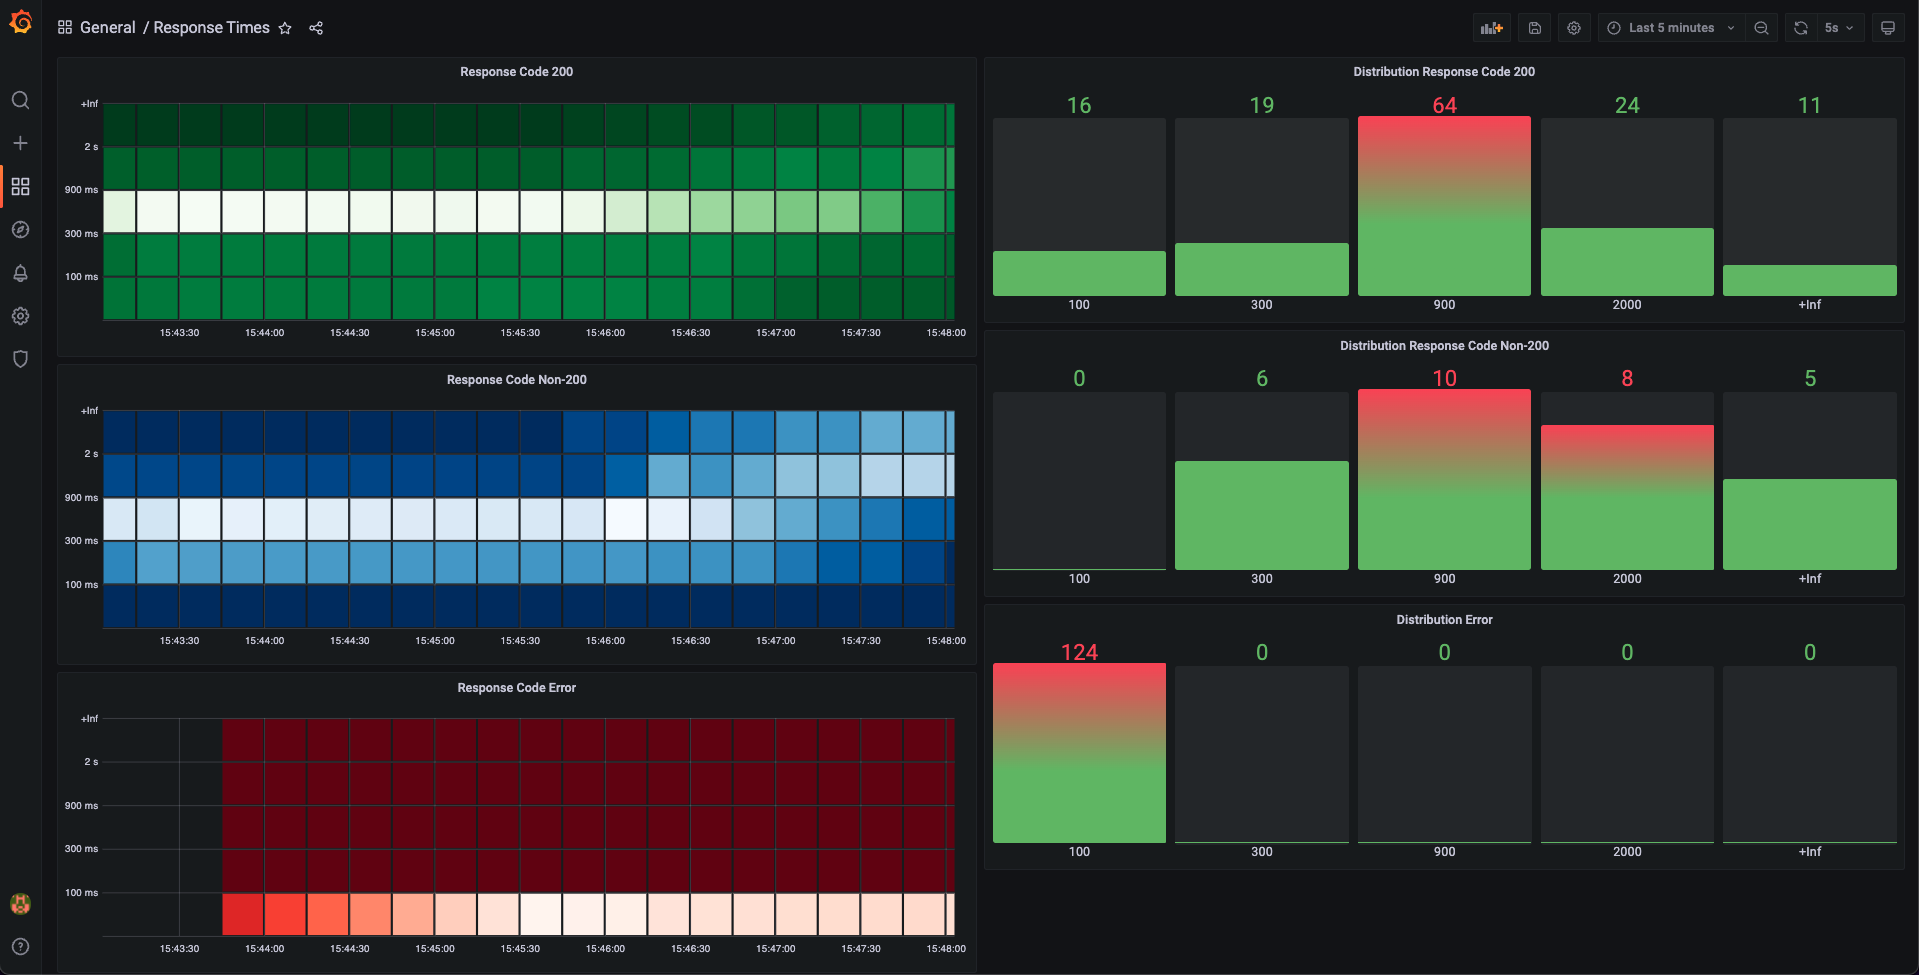 General / Response Times
Last 5 minutes
5s
Response Code 200
+Inf
2 s
900 ms
300 ms
100 ms
15:43:30 15:44:00 15:44:30 15:45:00 15:45:30 15:46:00 15:46:30 15:47:00 15:47:30 15:48:00
Response Code Non-200
+Inf
2 s
900 ms
300 ms
100 ms
15:43:30 15:44:00 15:44:30 15:45:00 15:45:30 15:46:00 15:46:30 15:47:00 15:47:30 15:48:00
Response Code Error
+Inf
2 s
900 ms
300 ms
100 ms
15:43:30 15:44:00 15:44:30 15:45:00 15:45:30 15:46:00 15:46:30 15:47:00 15:47:30 15:48:00
Distribution Response Code 200
16 19 64 24 11
100 300 900 2000 +Inf
Distribution Response Code Non-200
0 6 10 8 5
100 300 900 2000 +Inf
Distribution Error
124 0 0 0 0
100 300 900 2000 +Inf